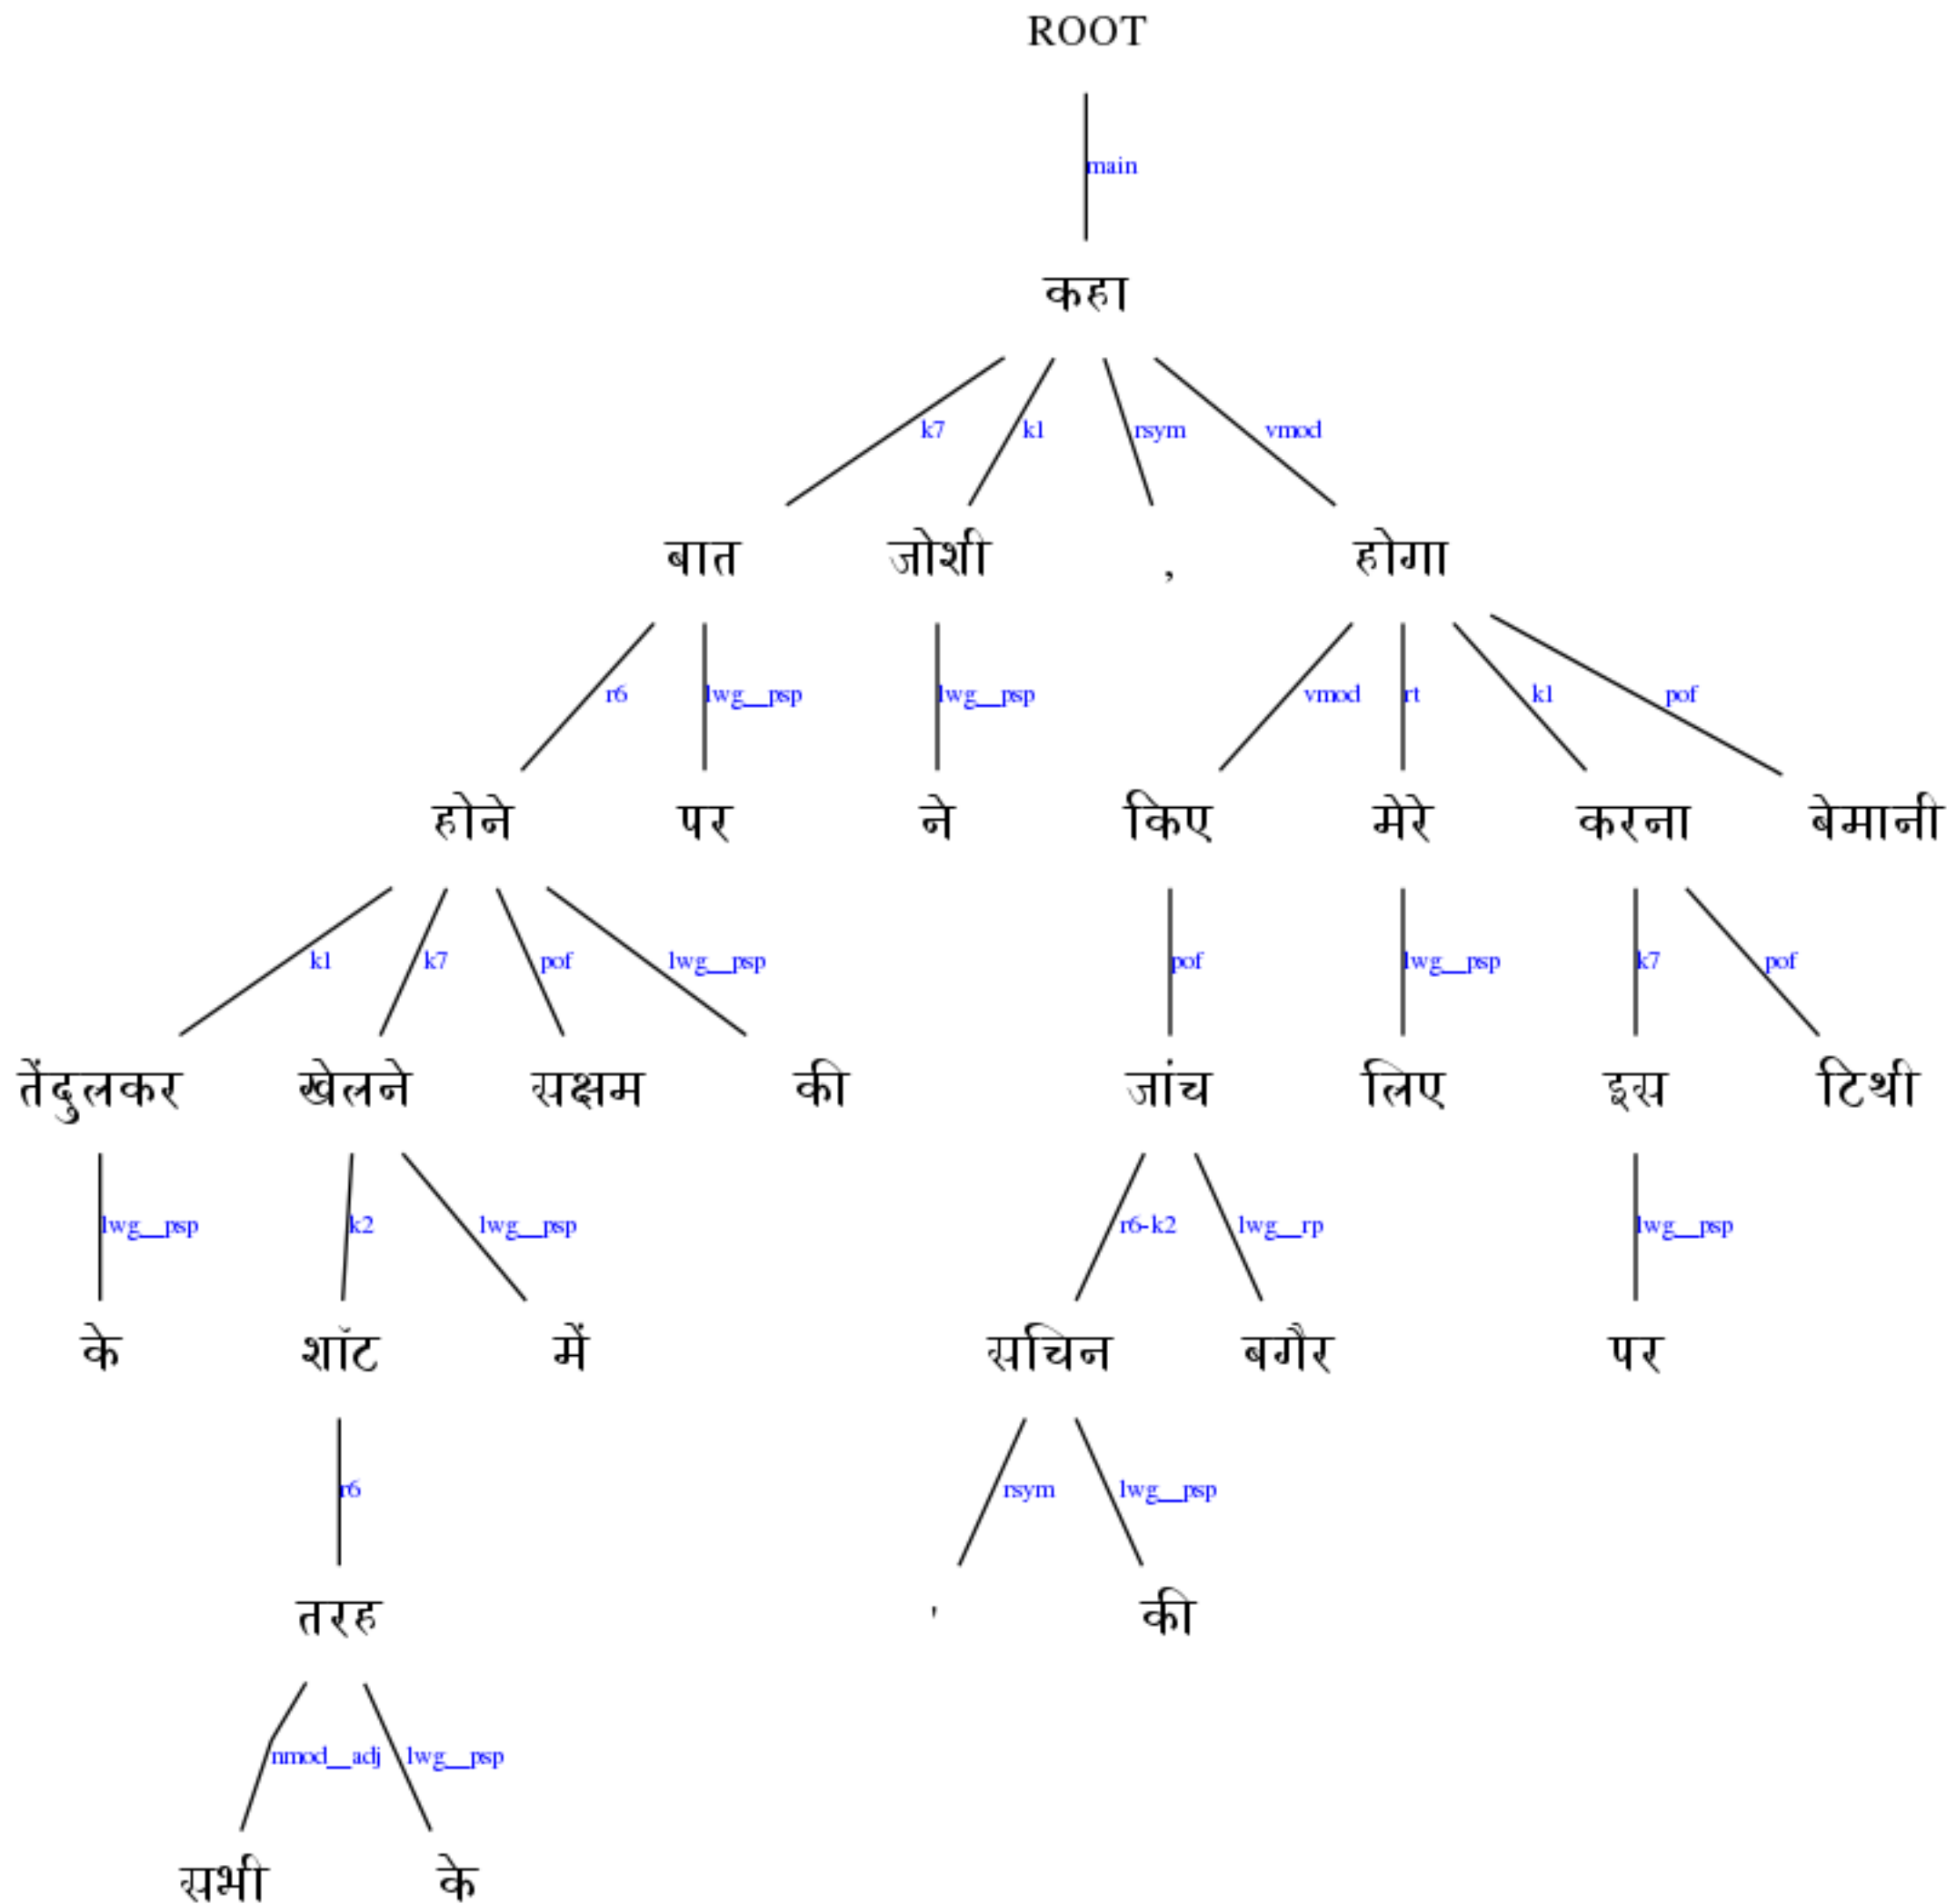 ROOT
main
कहा
k7 k1 rsym vmod
बात जोशी , होगा
r6 lwg__psp lwg__psp vmod rt k1 pof
होने पर ने किए मेरे करना बेमानी
k1 k7 pof lwg__psp pof lwg__psp k7 pof
तेंदुलकर खेलने सक्षम की जांच लिए इस टिथी
lwg__psp k2 lwg__psp r6-k2 lwg__rp lwg__psp
के शॉट में सचिन बगैर पर
r6 rsym lwg__psp
तरह ' की
nmod__adj lwg__psp
सभी के